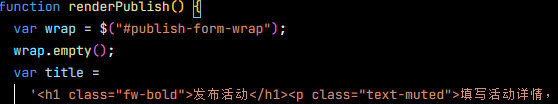 function renderPublish() {
var wrap = $("#publish-form-wrap");
wrap.empty();
var title =
'<h1 class="fw-bold">发布活动</h1><p class="text-muted">填写活动详情,